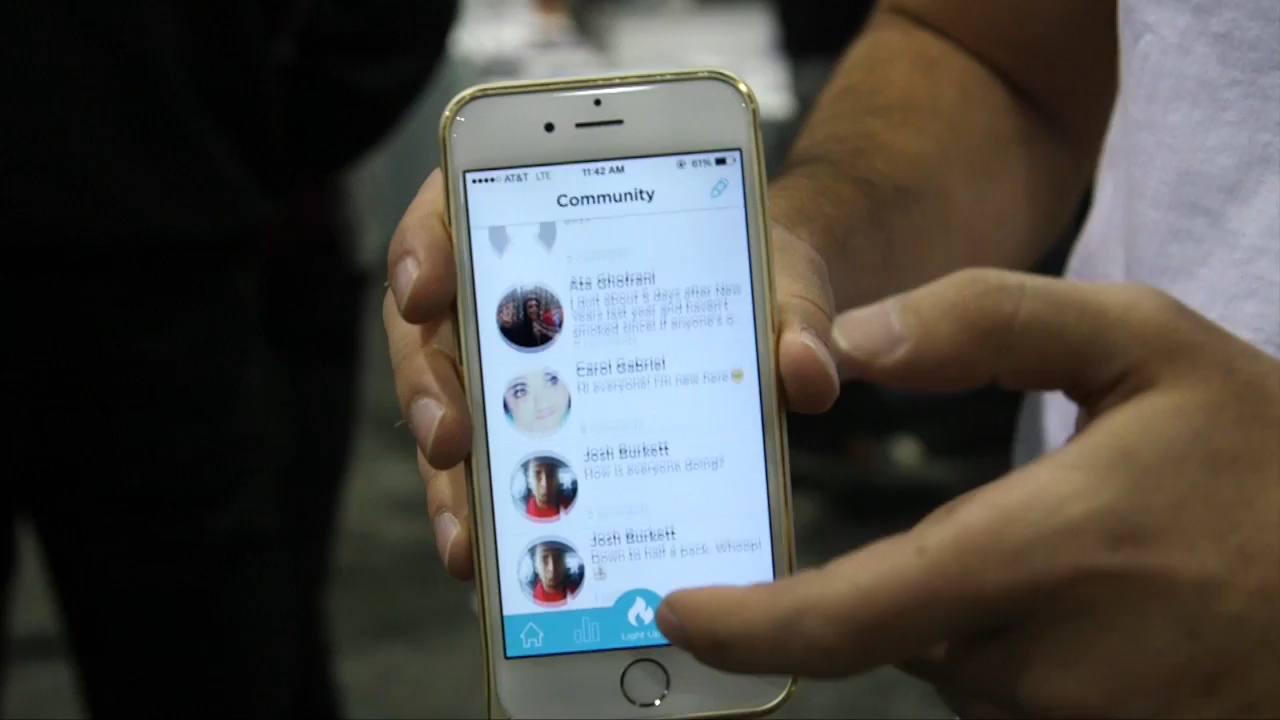 AT&T LTE 11:42 AM 61%
Community
Ata Ghofrani
I quit about 5 days after New
Years last year and haven't
smoked since! If anyone's o
Carol Gabriel
Hi everyone! I'm new here😊
Josh Burkett
How is everyone doing?
Josh Burkett
Down to half a pack. Whoop!
Light Up